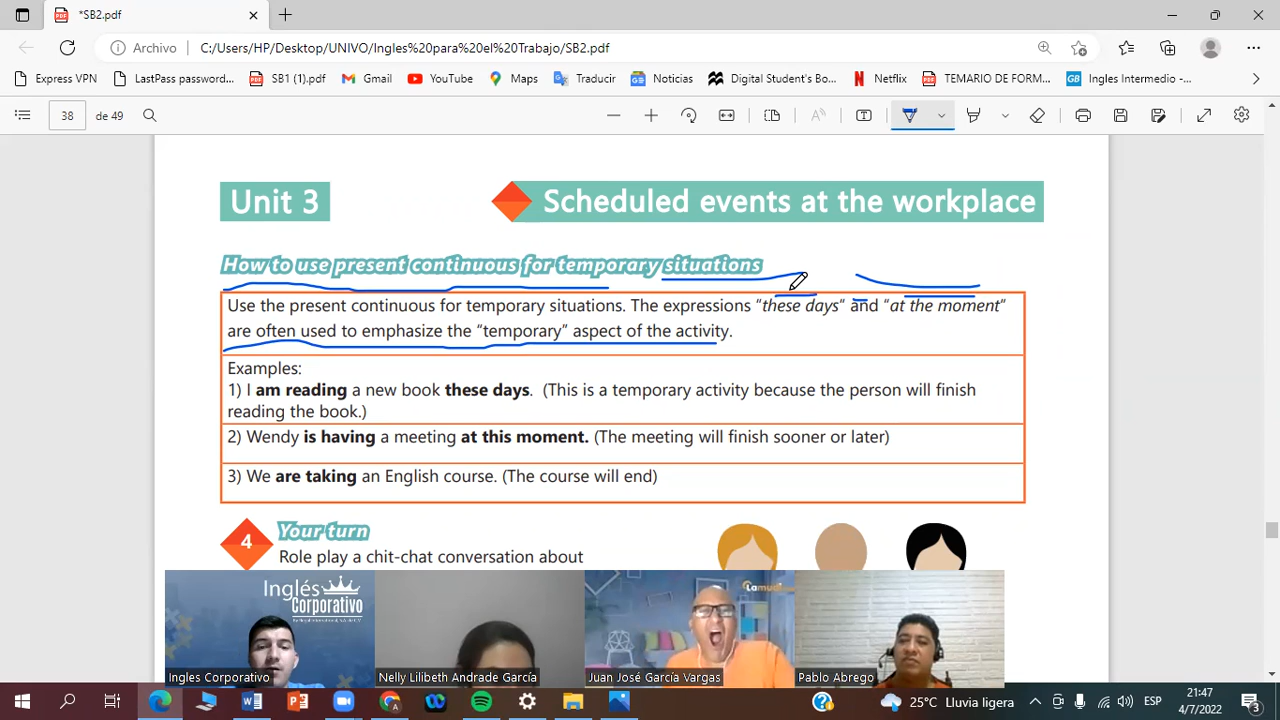 *SB2.pdf
Archivo C:/Users/HP/Desktop/UNIVO/Ingles%20para%20el%20Trabajo/SB2.pdf
Express VPN LastPass password... SB1 (1).pdf Gmail YouTube Maps Traducir Noticias Digital Student's Bo... Netflix TEMARIO DE FORM... Ingles Intermedio -...
38 de 49
Unit 3 Scheduled events at the workplace
How to use present continuous for temporary situations
Use the present continuous for temporary situations. The expressions "these days" and "at the moment"
are often used to emphasize the "temporary" aspect of the activity.
Examples:
1) I am reading a new book these days. (This is a temporary activity because the person will finish
reading the book.)
2) Wendy is having a meeting at this moment. (The meeting will finish sooner or later)
3) We are taking an English course. (The course will end)
4 Your turn
Role play a chit-chat conversation about
Inglés
Corporativo
Lamua
Ingles Corporativo Nelly Lilibeth Andrade García Juan José García Vargas Pablo Abrego
25°C Lluvia ligera ESP 21:47
4/7/2022 3